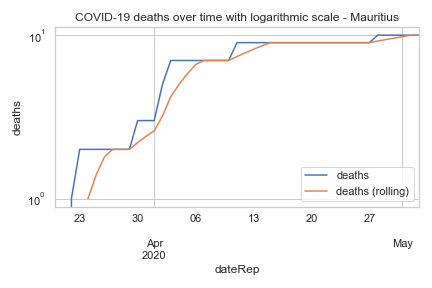 COVID-19 deaths over time with logarithmic scale - Mauritius
10¹
deaths
10⁰
deaths
deaths (rolling)
23 30 06 13 20 27
Apr May
2020
dateRep